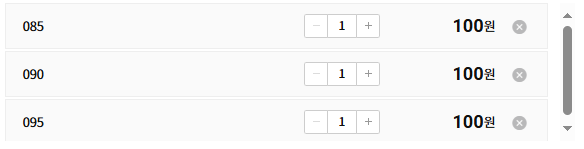 085 − 1 + 100원 ×
090 − 1 + 100원 ×
095 − 1 + 100원 ×